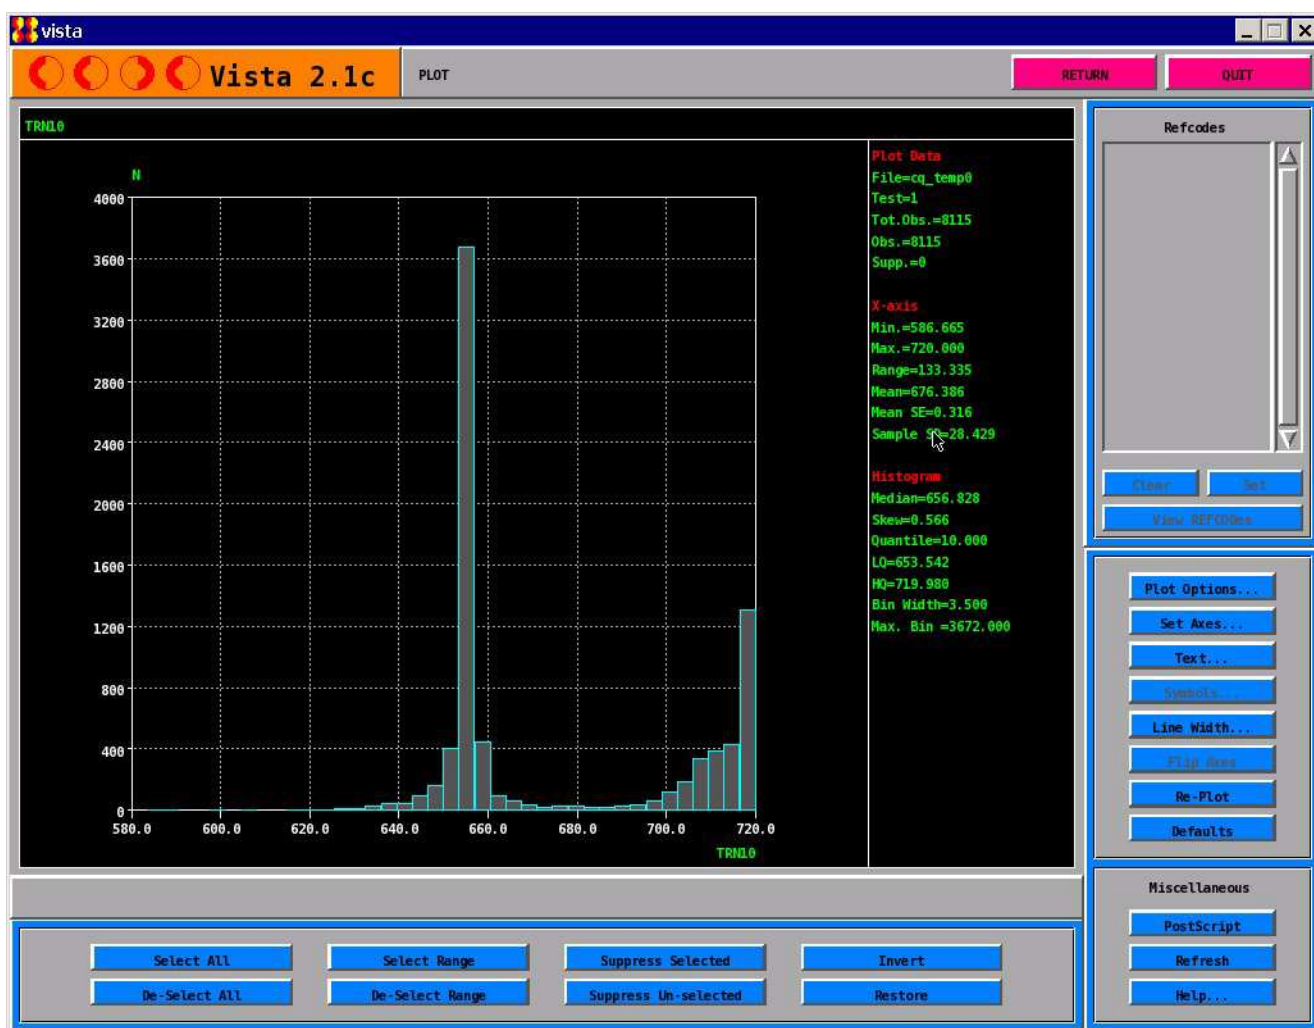 vista
Vista 2.1c
PLOT
RETURN
QUIT
TRN10
N
4000
3600
3200
2800
2400
2000
1600
1200
800
400
0
580.0 600.0 620.0 640.0 660.0 680.0 700.0 720.0
TRN10
Plot Data
File=cq_temp0
Test=1
Tot.Obs.=8115
Obs.=8115
Supp.=0
X-axis
Min.=586.665
Max.=720.000
Range=133.335
Mean=676.386
Mean SE=0.316
Sample =28.429
Histogram
Median=656.828
Skew=0.566
Quantile=10.000
LQ=653.542
HQ=719.980
Bin Width=3.500
Max. Bin =3672.000
Refcodes
Clear Set
View REFCODes
Plot Options...
Set Axes...
Text...
Symbols...
Line Width...
Flip Axes
Re-Plot
Defaults
Miscellaneous
PostScript
Refresh
Help...
Select All Select Range Suppress Selected Invert
De-Select All De-Select Range Suppress Un-selected Restore